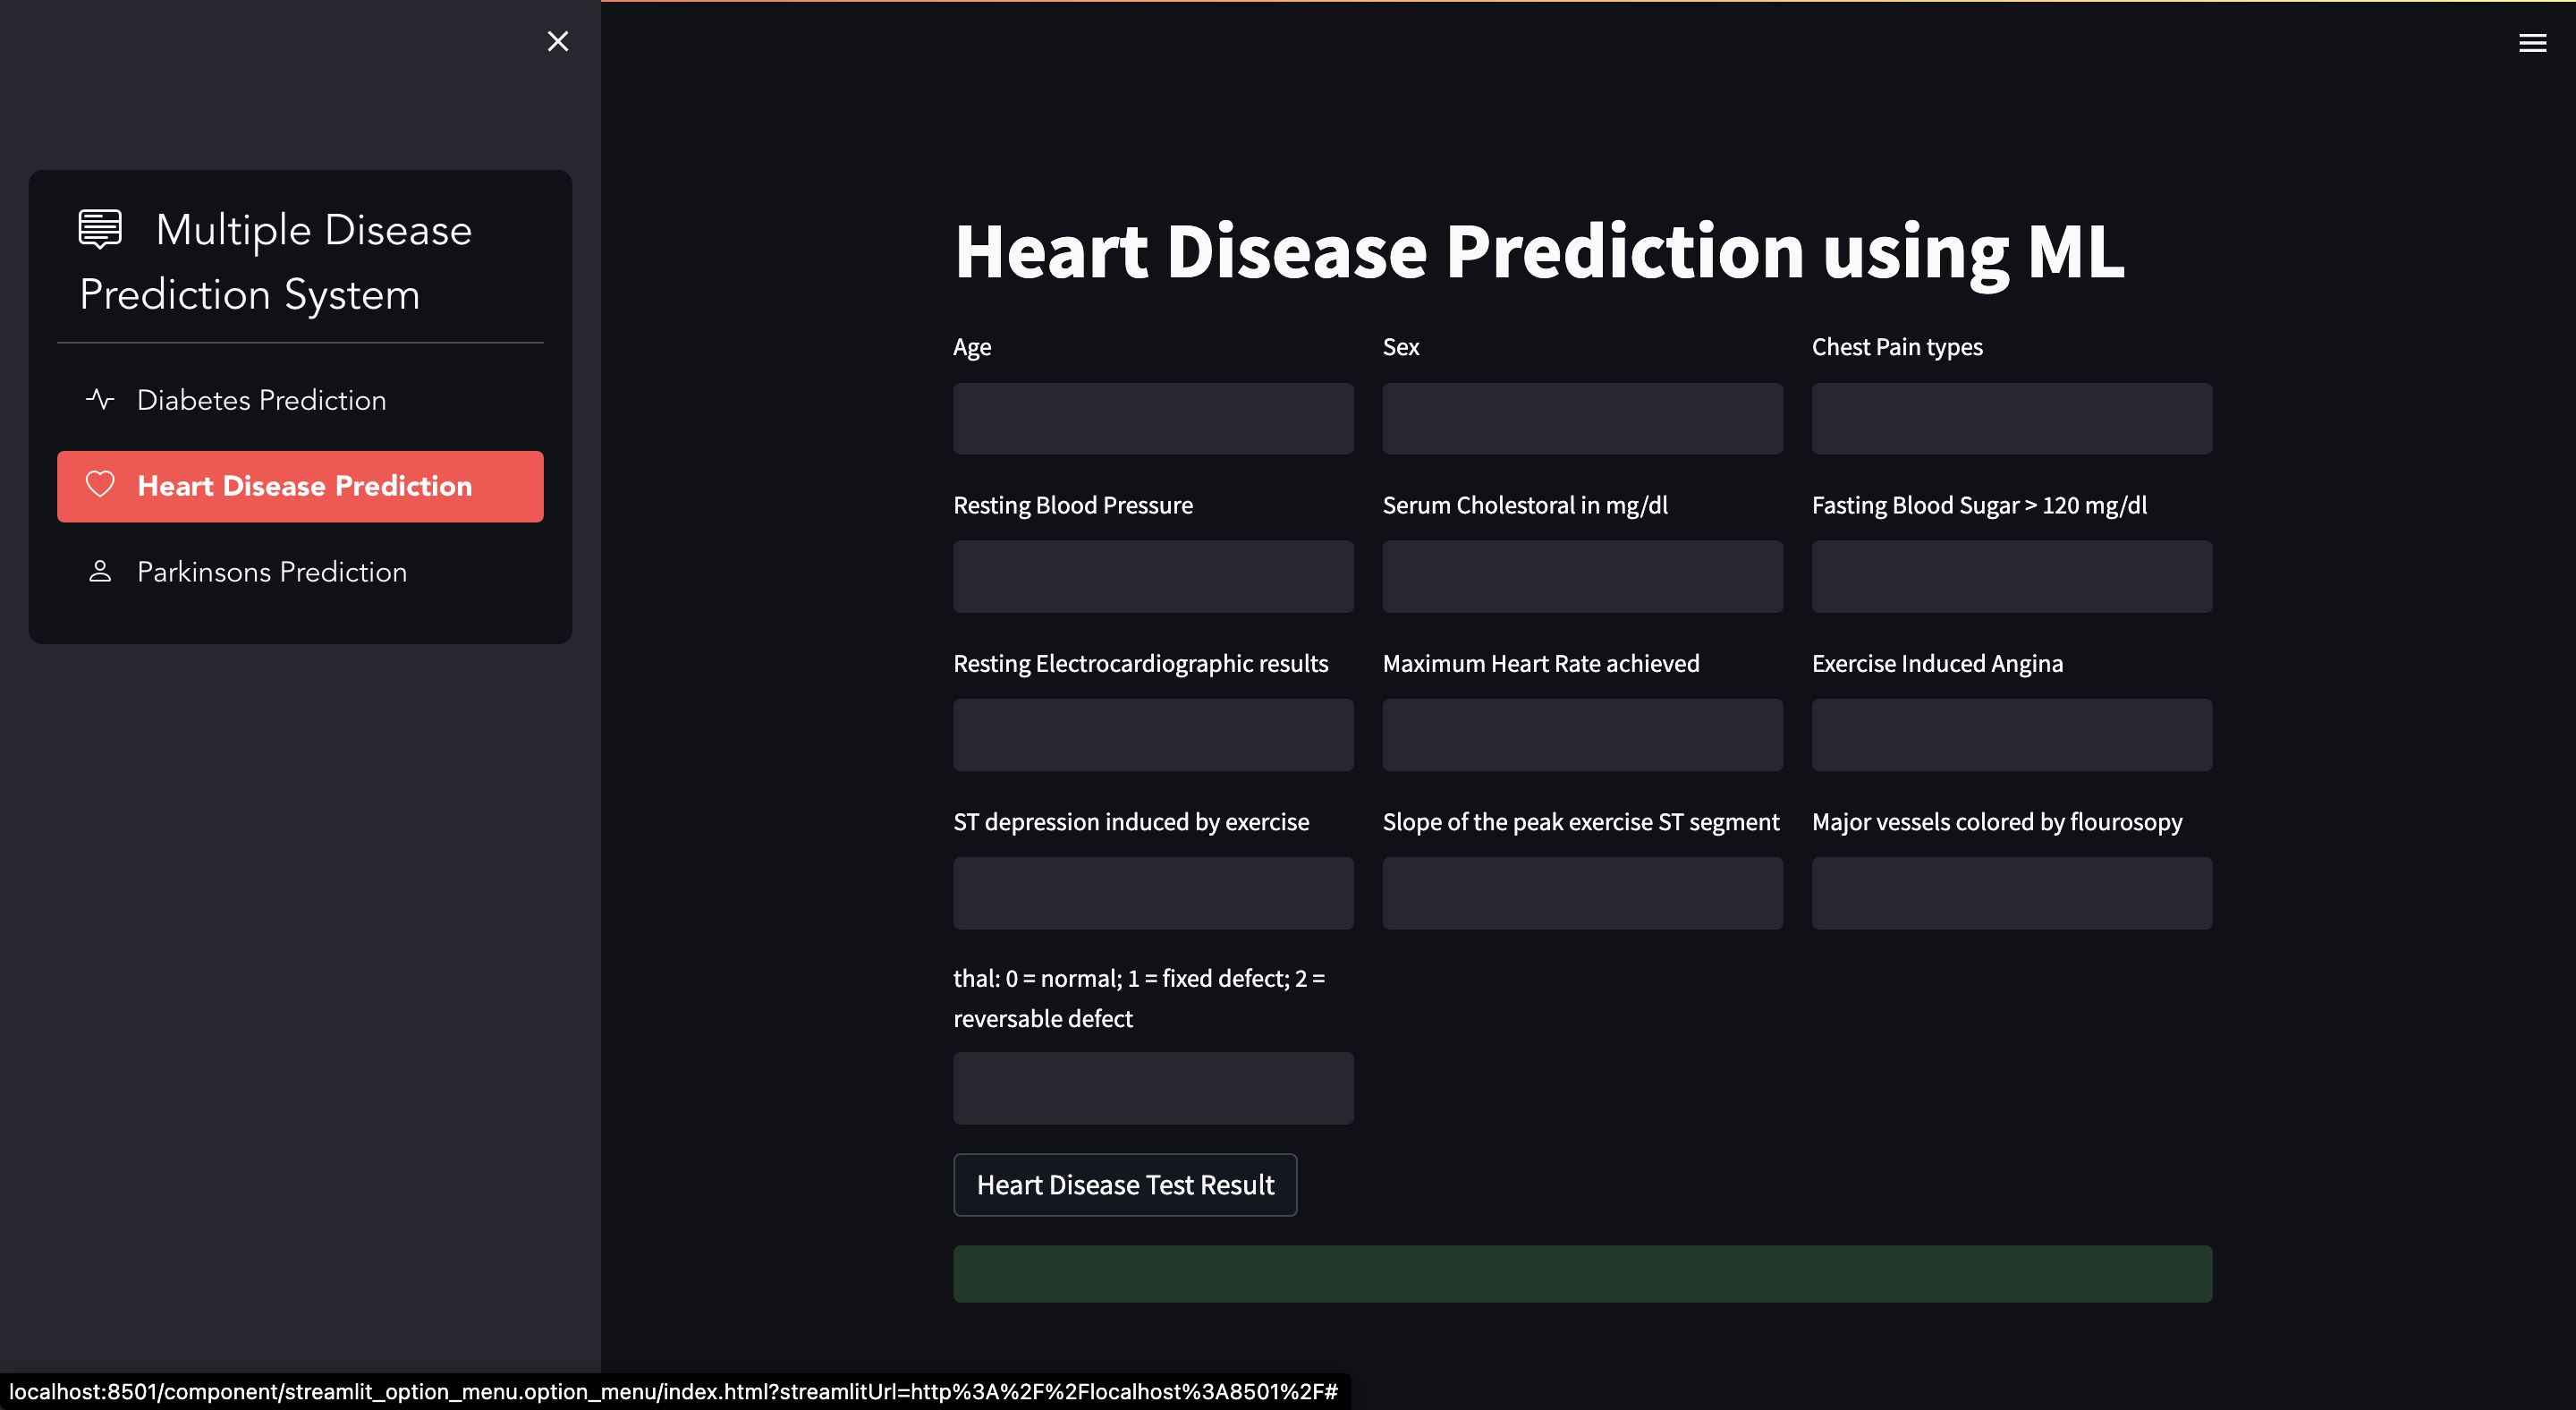 Multiple Disease
Prediction System
Diabetes Prediction
Heart Disease Prediction
Parkinsons Prediction
Heart Disease Prediction using ML
Age
Sex
Chest Pain types
Resting Blood Pressure
Serum Cholestoral in mg/dl
Fasting Blood Sugar > 120 mg/dl
Resting Electrocardiographic results
Maximum Heart Rate achieved
Exercise Induced Angina
ST depression induced by exercise
Slope of the peak exercise ST segment
Major vessels colored by flourosopy
thal: 0 = normal; 1 = fixed defect; 2 =
reversable defect
Heart Disease Test Result
localhost:8501/component/streamlit_option_menu.option_menu/index.html?streamlitUrl=http%3A%2F%2Flocalhost%3A8501%2F#